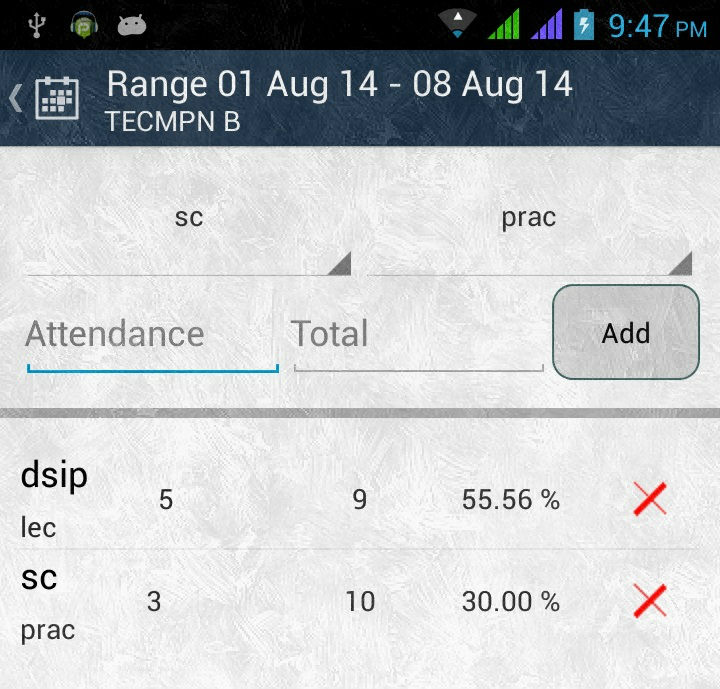 9:47 PM
Range 01 Aug 14 - 08 Aug 14
TECMPN B
sc prac
Attendance Total Add
dsip
5 9 55.56 %
lec
sc
3 10 30.00 %
prac